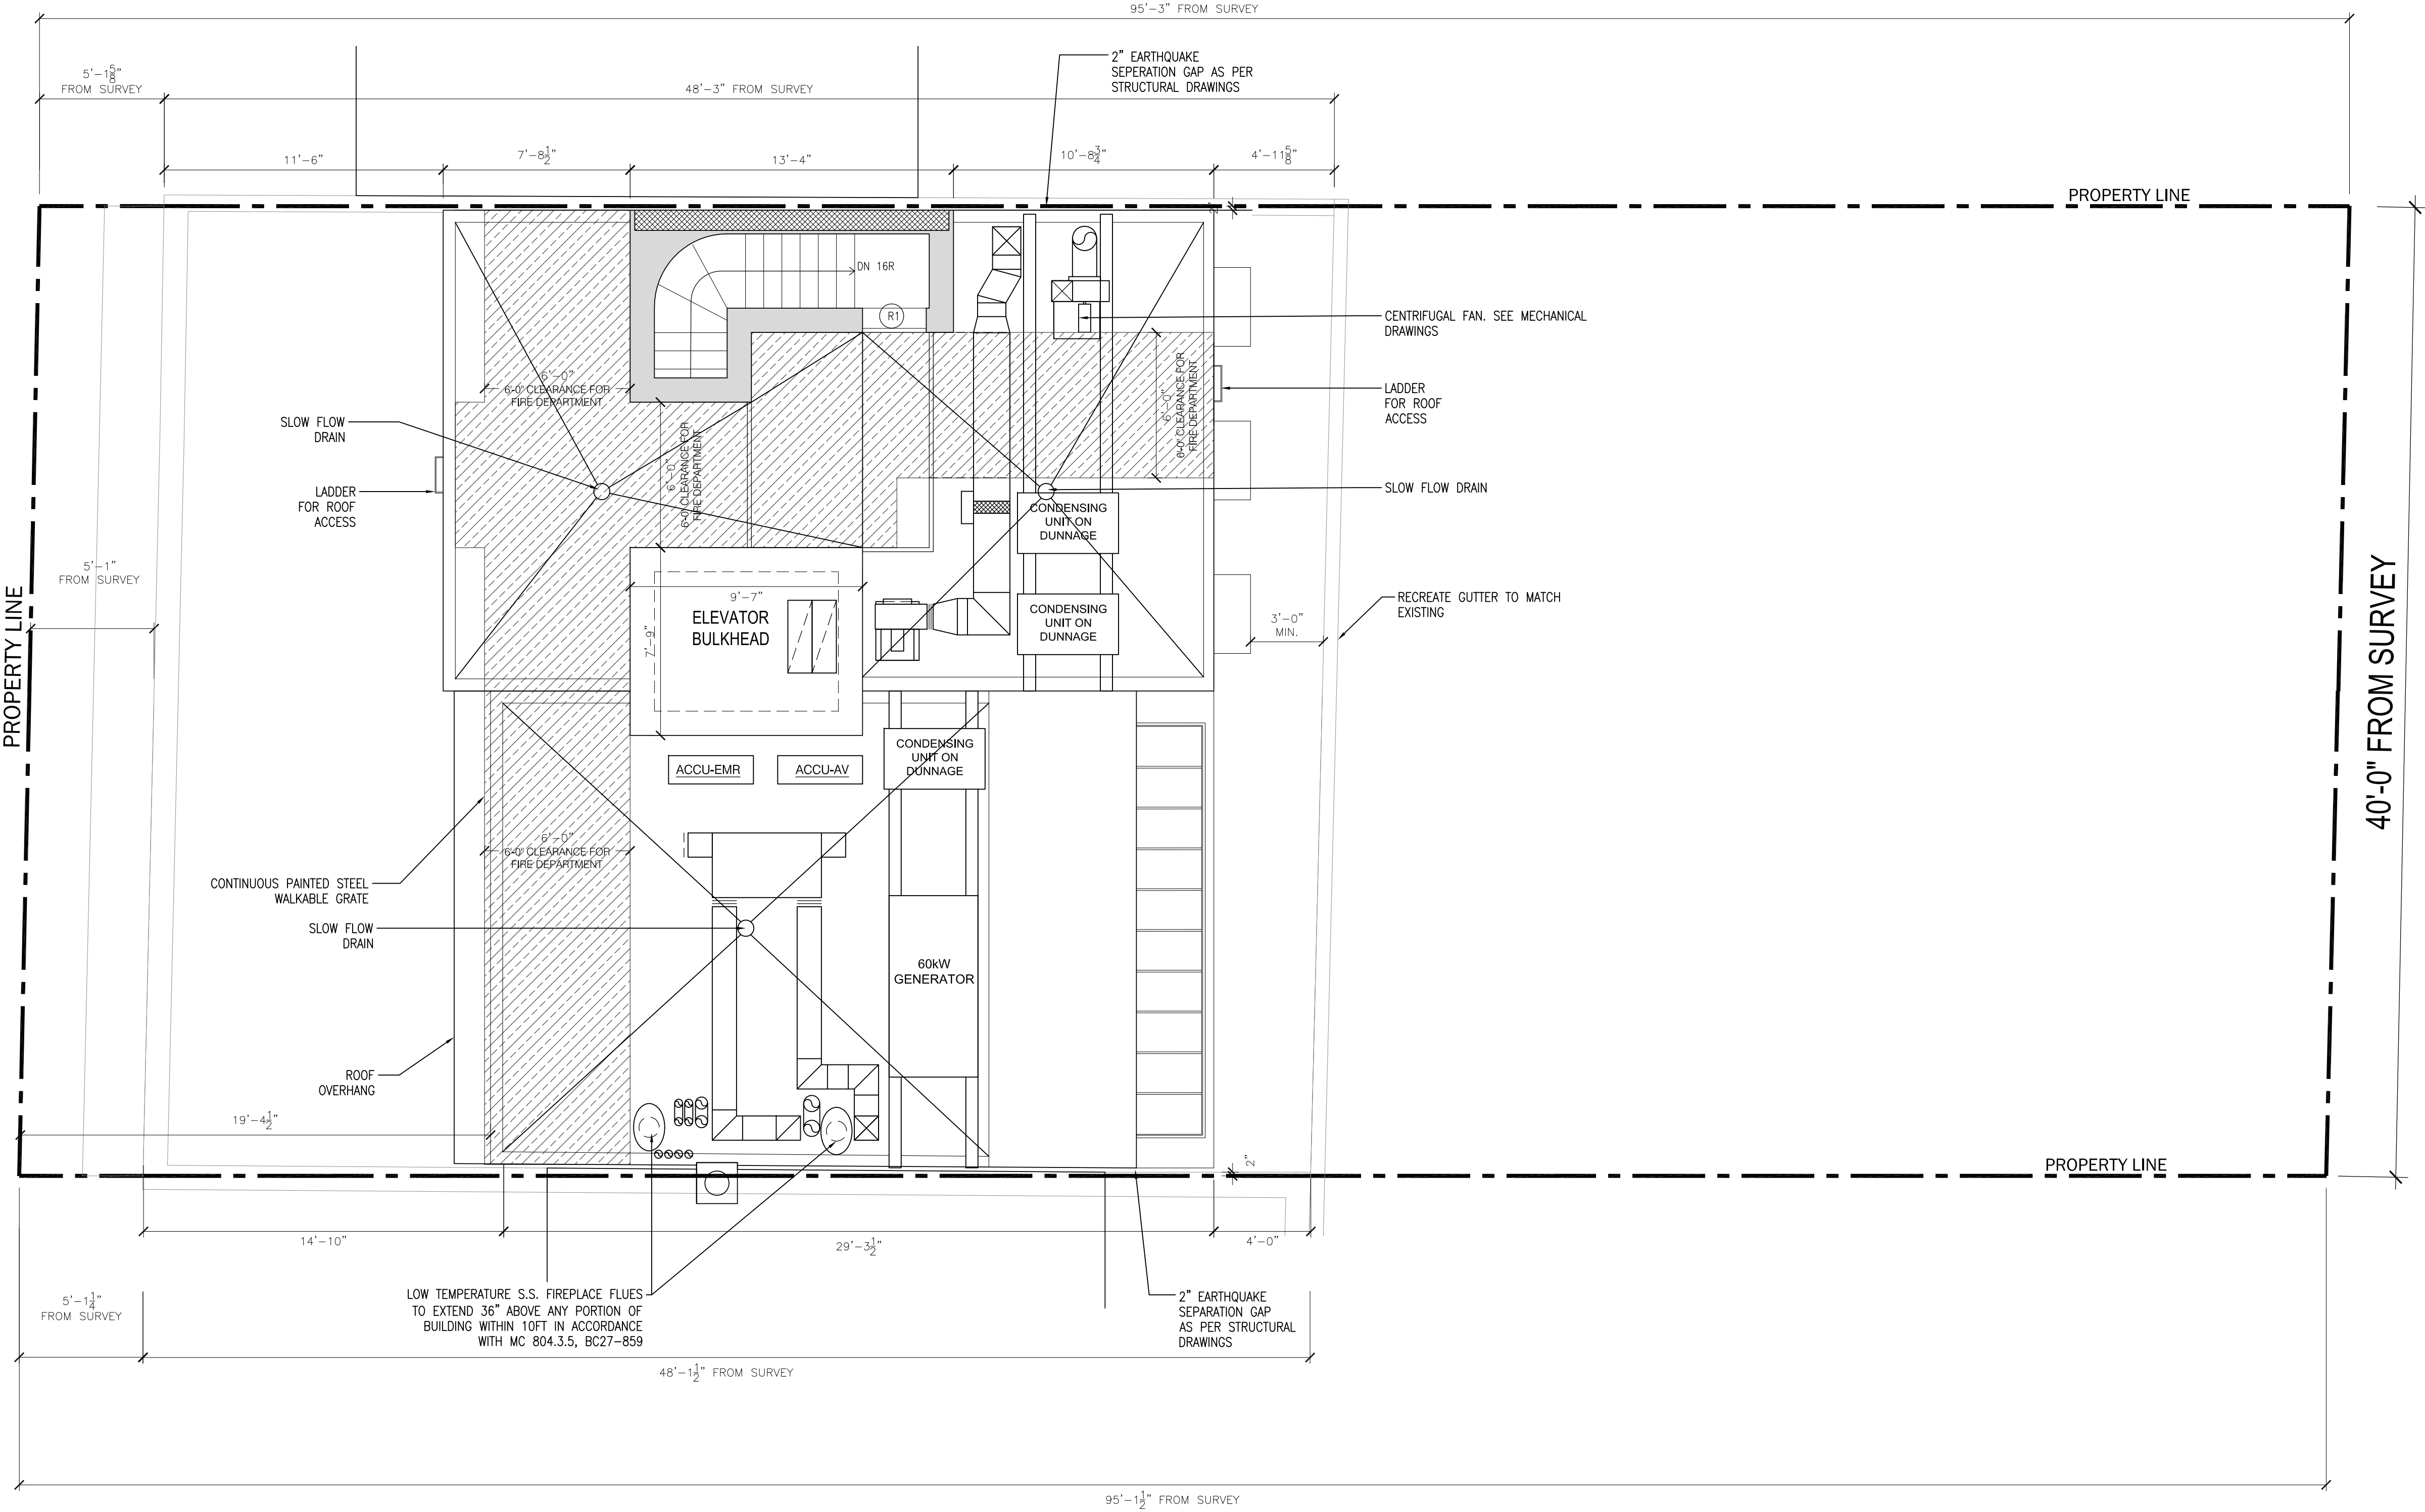 95'-3" FROM SURVEY
5'-1 5/8"
FROM SURVEY
48'-3" FROM SURVEY
2" EARTHQUAKE
SEPERATION GAP AS PER
STRUCTURAL DRAWINGS
11'-6"
7'-8 1/2"
13'-4"
10'-8 3/4"
4'-11 5/8"
PROPERTY LINE
2"
DN 16R
R1
CENTRIFUGAL FAN. SEE MECHANICAL
DRAWINGS
6'-0"
6'-0" CLEARANCE FOR
FIRE DEPARTMENT
6'-0"
6'-0" CLEARANCE FOR
FIRE DEPARTMENT
LADDER
FOR ROOF
ACCESS
SLOW FLOW
DRAIN
6'-0"
6'-0" CLEARANCE FOR
FIRE DEPARTMENT
LADDER
FOR ROOF
ACCESS
SLOW FLOW DRAIN
CONDENSING
UNIT ON
DUNNAGE
5'-1"
FROM SURVEY
PROPERTY LINE
9'-7"
ELEVATOR
BULKHEAD
7'-9"
CONDENSING
UNIT ON
DUNNAGE
3'-0"
MIN.
RECREATE GUTTER TO MATCH
EXISTING
40'-0" FROM SURVEY
ACCU-EMR
ACCU-AV
CONDENSING
UNIT ON
DUNNAGE
6'-0"
6'-0" CLEARANCE FOR
FIRE DEPARTMENT
CONTINUOUS PAINTED STEEL
WALKABLE GRATE
SLOW FLOW
DRAIN
60kW
GENERATOR
ROOF
OVERHANG
19'-4 1/2"
2"
PROPERTY LINE
14'-10"
29'-3 1/2"
4'-0"
5'-1 1/4"
FROM SURVEY
LOW TEMPERATURE S.S. FIREPLACE FLUES
TO EXTEND 36" ABOVE ANY PORTION OF
BUILDING WITHIN 10FT IN ACCORDANCE
WITH MC 804.3.5, BC27-859
2" EARTHQUAKE
SEPARATION GAP
AS PER STRUCTURAL
DRAWINGS
48'-1 1/2" FROM SURVEY
95'-1 1/2" FROM SURVEY